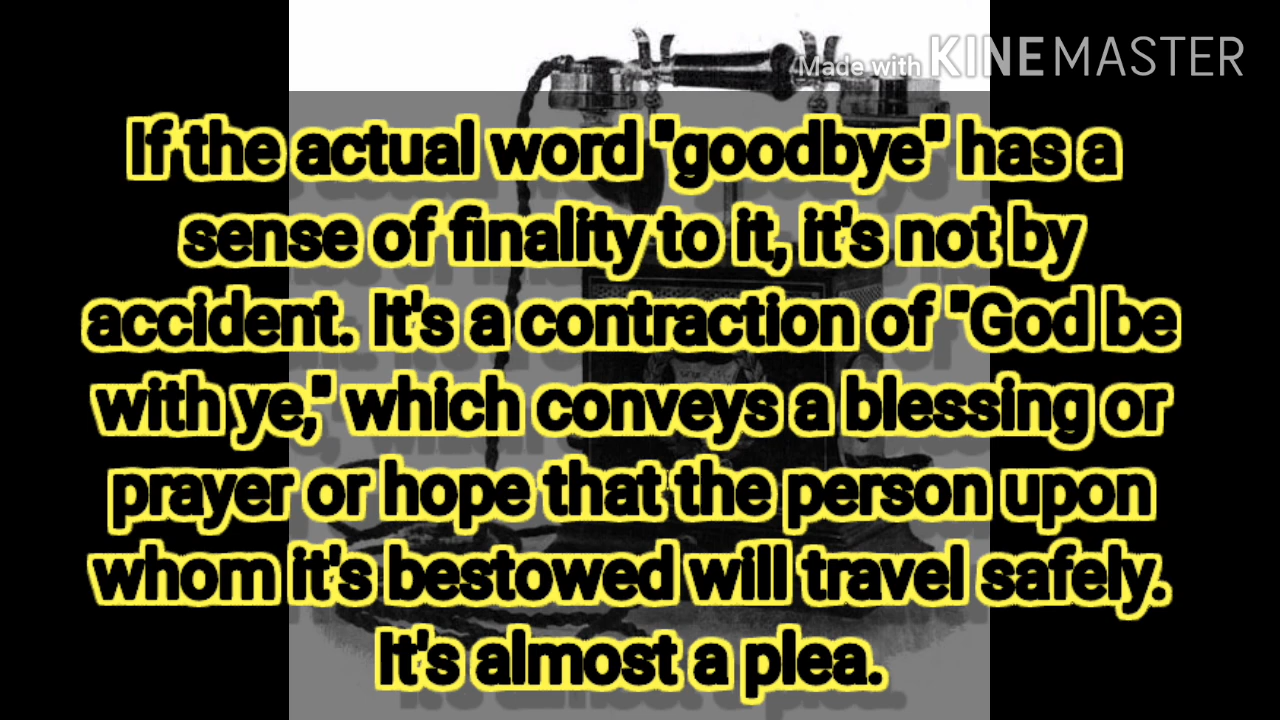 Made with KINEMASTER
If the actual word "goodbye" has a
sense of finality to it, it's not by
accident. It's a contraction of "God be
with ye," which conveys a blessing or
prayer or hope that the person upon
whom it's bestowed will travel safely.
It's almost a plea.